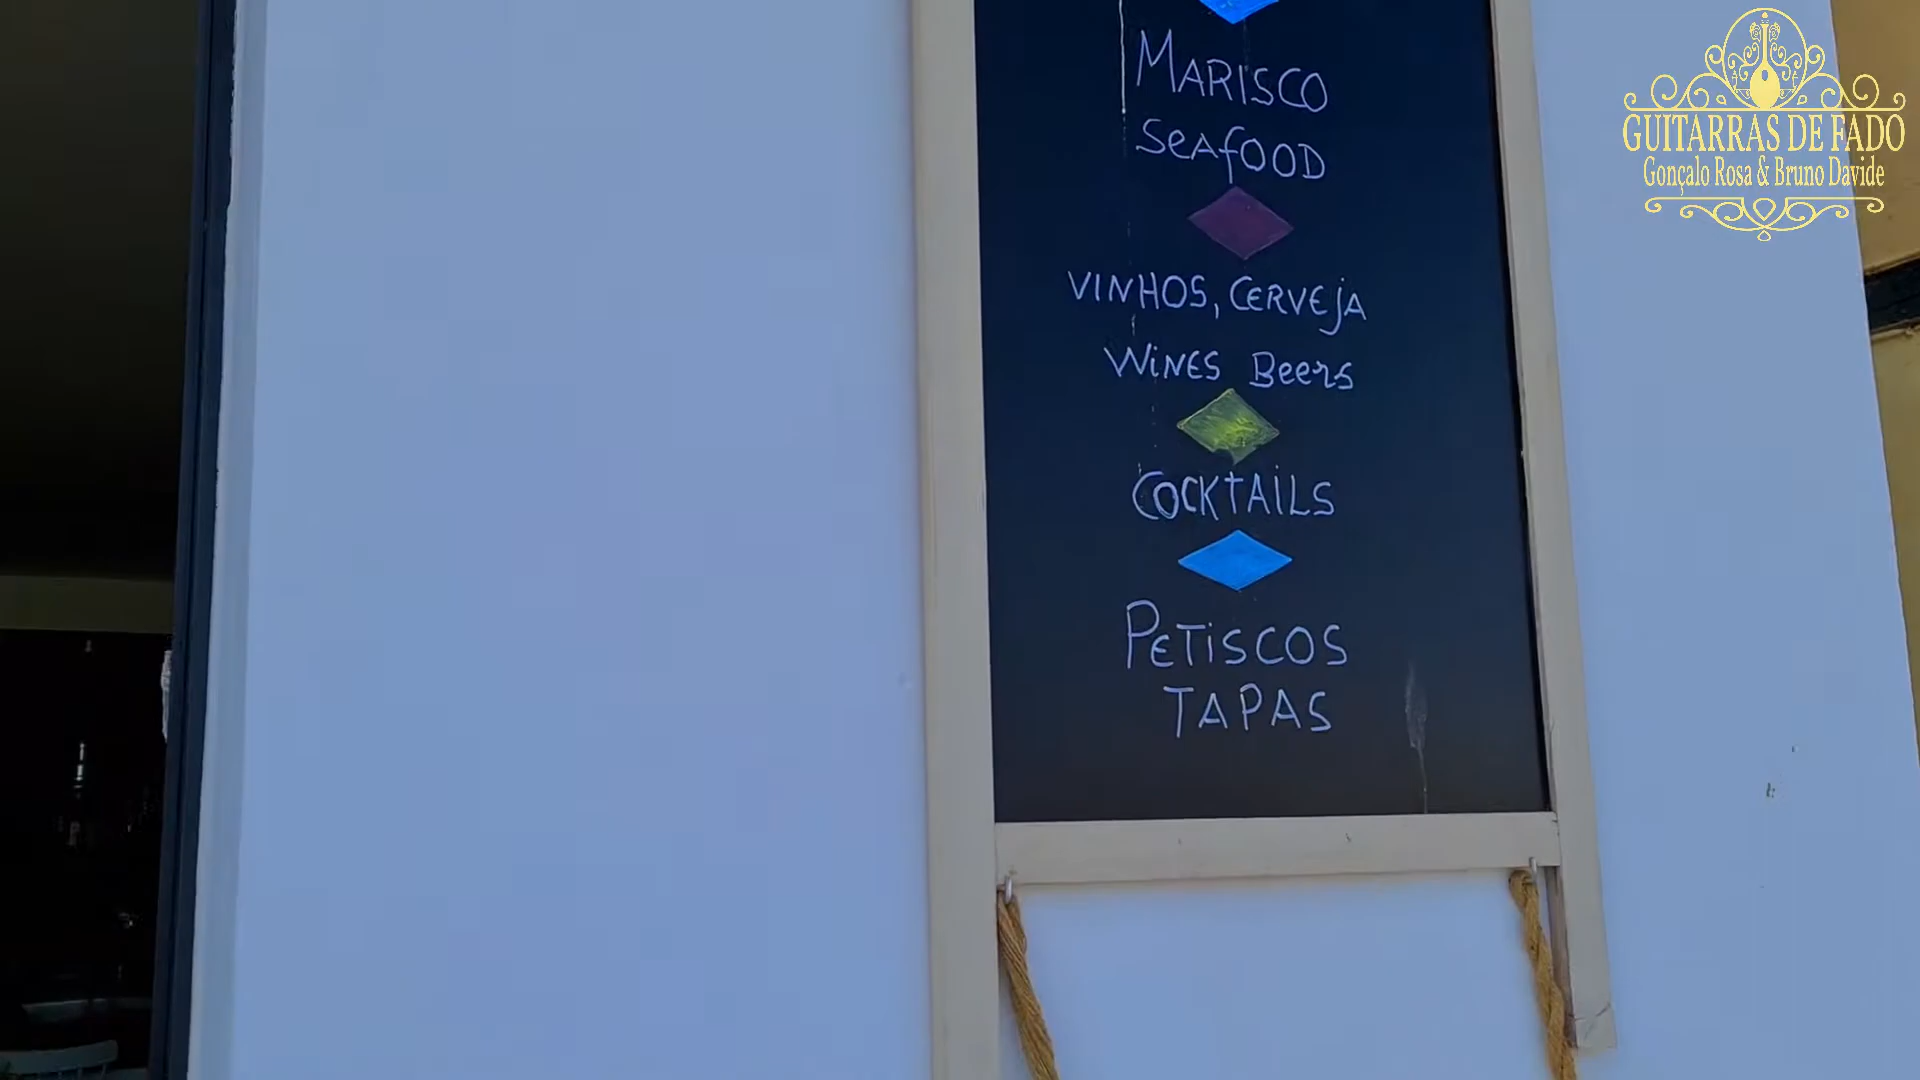 MARISCO
SEAFOOD
VINHOS, CERVEJA
WINES BEERS
COCKTAILS
PETISCOS
TAPAS
GUITARRAS DE FADO
Gonçalo Rosa & Bruno Davide